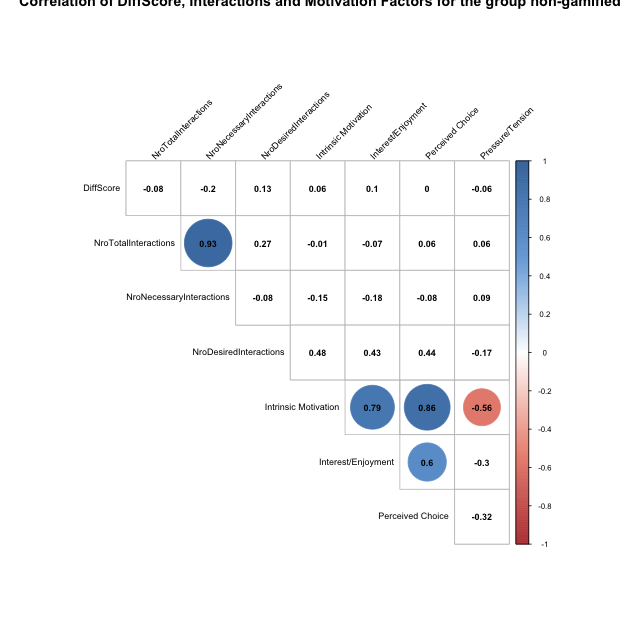 Correlation of DiffScore, Interactions and Motivation Factors for the group non-gamified
NroTotalInteractions
NroNecessaryInteractions
NroDesiredInteractions
Intrinsic Motivation
Interest/Enjoyment
Perceived Choice
Pressure/Tension
DiffScore -0.08 -0.2 0.13 0.06 0.1 0 -0.06
NroTotalInteractions 0.93 0.27 -0.01 -0.07 0.06 0.06
NroNecessaryInteractions -0.08 -0.15 -0.18 -0.08 0.09
NroDesiredInteractions 0.48 0.43 0.44 -0.17
Intrinsic Motivation 0.79 0.86 -0.56
Interest/Enjoyment 0.6 -0.3
Perceived Choice -0.32
1
0.8
0.6
0.4
0.2
0
-0.2
-0.4
-0.6
-0.8
-1